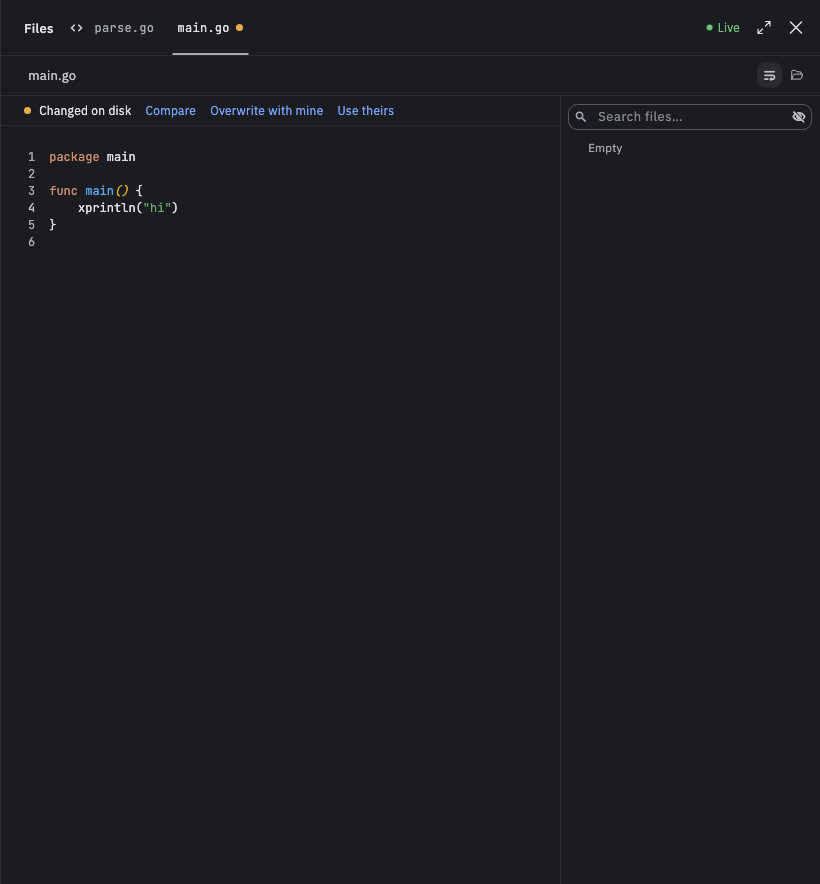 Files <> parse.go main.go Live
main.go
Changed on disk Compare Overwrite with mine Use theirs
Search files...
Empty
1 package main
2
3 func main() {
4     xprintln("hi")
5 }
6